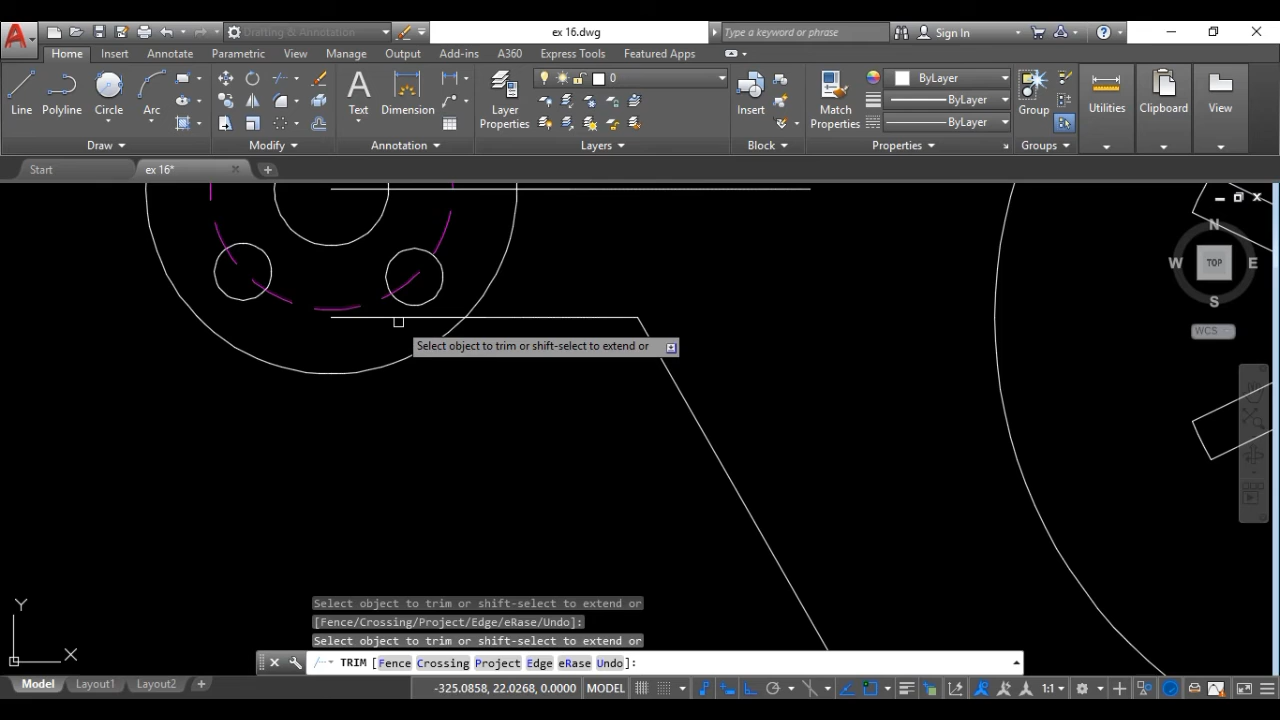 Drafting & Annotation
ex 16.dwg
Type a keyword or phrase
Sign In
Home Insert Annotate Parametric View Manage Output Add-ins A360 Express Tools Featured Apps
0
ByLayer
ByLayer
ByLayer
Line Polyline Circle Arc Text Dimension Layer Properties Insert Match Properties Group Utilities Clipboard View
Draw Modify Annotation Layers Block Properties Groups
Start ex 16*
N
W TOP E
S
WCS
Select object to trim or shift-select to extend or
Y
X
Select object to trim or shift-select to extend or
[Fence/Crossing/Project/Edge/eRase/Undo]:
Select object to trim or shift-select to extend or
TRIM [Fence Crossing Project Edge eRase Undo]:
Model Layout1 Layout2 + -325.0858, 22.0268, 0.0000 MODEL 1:1